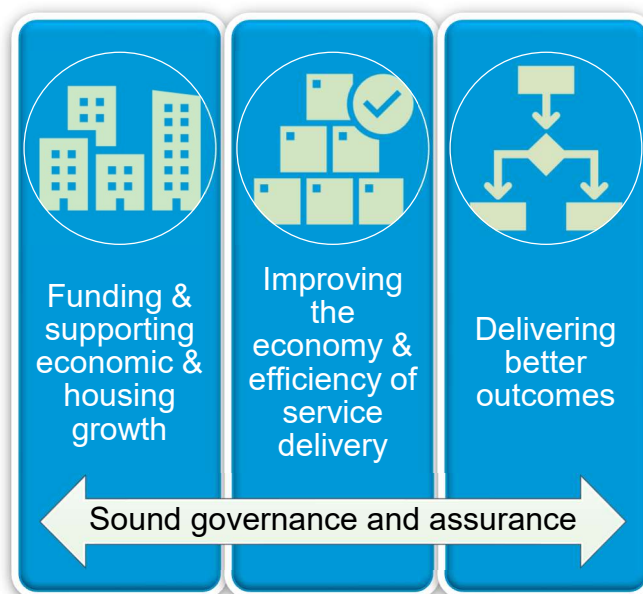 Funding &
supporting
economic &
housing
growth
Improving
the
economy &
efficiency of
service
delivery
Delivering
better
outcomes
Sound governance and assurance